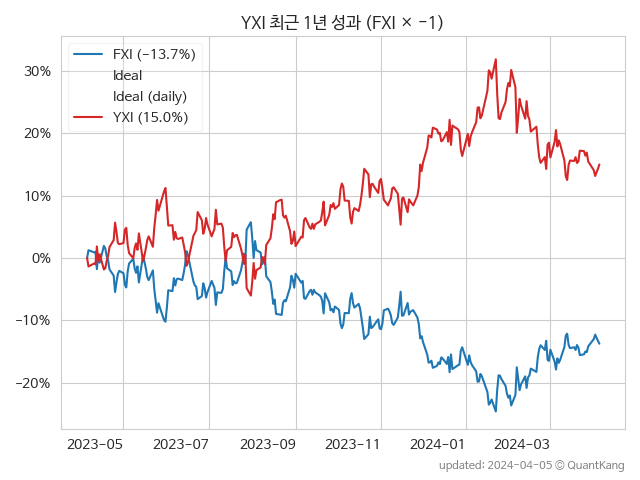 YXI 최근 1년 성과 (FXI × -1)
FXI (-13.7%)
Ideal
Ideal (daily)
YXI (15.0%)
30%
20%
10%
0%
-10%
-20%
2023-05 2023-07 2023-09 2023-11 2024-01 2024-03
updated: 2024-04-05 © QuantKang